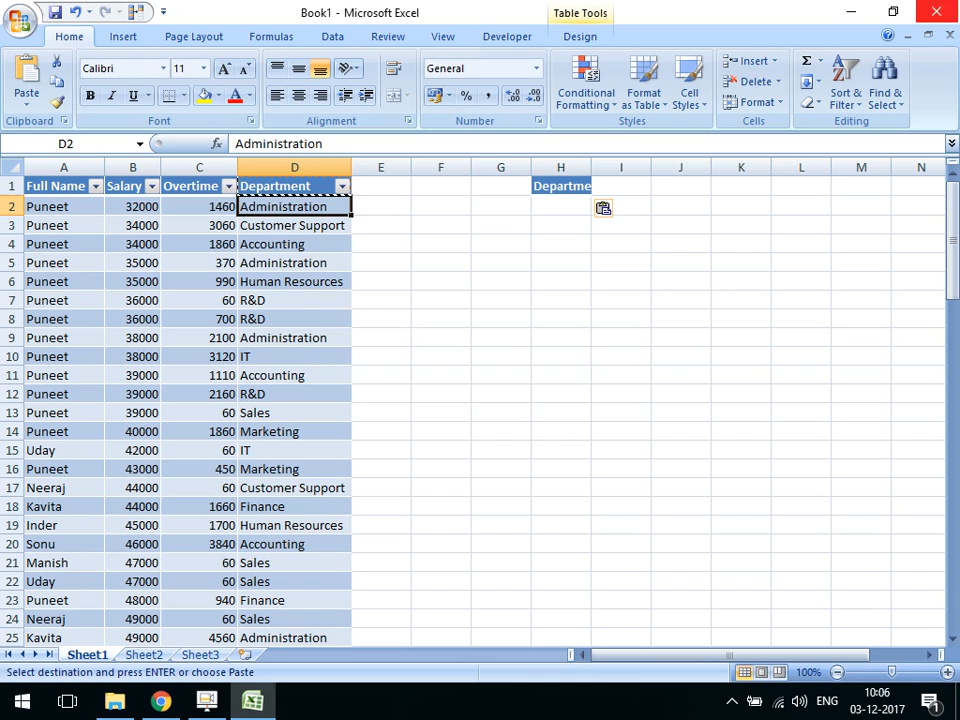 Book1 - Microsoft Excel
Table Tools
Home Insert Page Layout Formulas Data Review View Developer Design
Paste
Calibri 11
General
B I U
Conditional Formatting
Format as Table
Cell Styles
Insert
Delete
Format
Sort & Filter
Find & Select
Clipboard Font Alignment Number Styles Cells Editing
D2 fx Administration
A B C D E F G H I J K L M N
1 Full Name Salary Overtime Department Departme
2 Puneet 32000 1460 Administration
3 Puneet 34000 3060 Customer Support
4 Puneet 34000 1860 Accounting
5 Puneet 35000 370 Administration
6 Puneet 35000 990 Human Resources
7 Puneet 36000 60 R&D
8 Puneet 36000 700 R&D
9 Puneet 38000 2100 Administration
10 Puneet 38000 3120 IT
11 Puneet 39000 1110 Accounting
12 Puneet 39000 2160 R&D
13 Puneet 39000 60 Sales
14 Puneet 40000 1860 Marketing
15 Uday 42000 60 IT
16 Puneet 43000 450 Marketing
17 Neeraj 44000 60 Customer Support
18 Kavita 44000 1660 Finance
19 Inder 45000 1700 Human Resources
20 Sonu 46000 3840 Accounting
21 Manish 47000 60 Sales
22 Uday 47000 60 Sales
23 Puneet 48000 940 Finance
24 Neeraj 49000 60 Sales
25 Kavita 49000 4560 Administration
Sheet1 Sheet2 Sheet3
Select destination and press ENTER or choose Paste 100%
ENG
10:06
03-12-2017
1